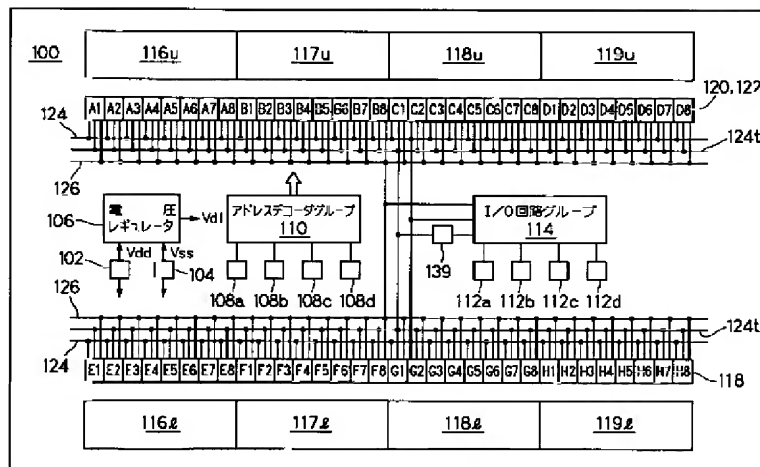 100
116u 117u 118u 119u
A1 A2 A3 A4 A5 A6 A7 A8 B1 B2 B3 B4 B5 B6 B7 B8 C1 C2 C3 C4 C5 C6 C7 C8 D1 D2 D3 D4 D5 D6 D7 D8
120, 122
124
124t
126
電圧
レギュレータ
106
Vdl
アドレスデコーダグループ
110
I/O回路グループ
114
Vdd
Vss
102
104
139
108a 108b 108c 108d
112a 112b 112c 112d
126
124t
124
E1 E2 E3 E4 E5 E6 E7 E8 F1 F2 F3 F4 F5 F6 F7 F8 G1 G2 G3 G4 G5 G6 G7 G8 H1 H2 H3 H4 H5 H6 H7 H8
118
116ℓ 117ℓ 118ℓ 119ℓ